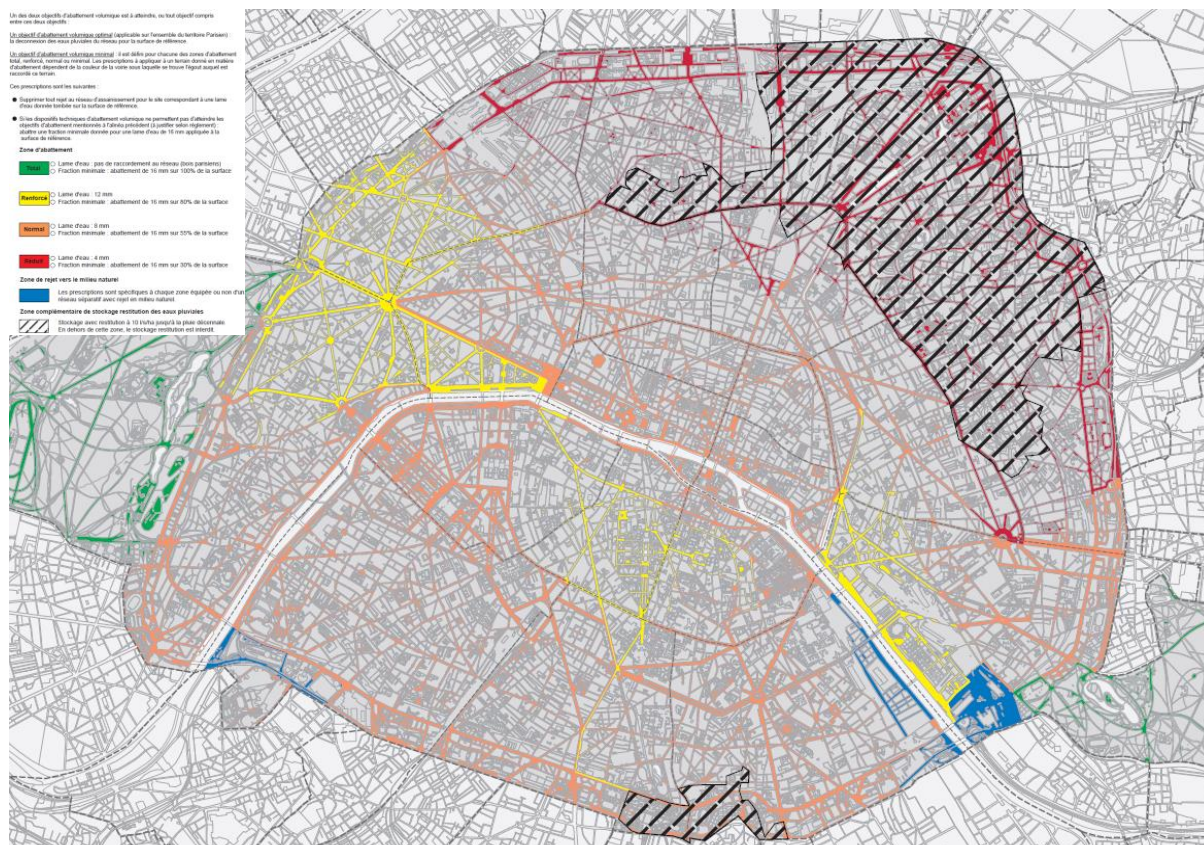 Un des deux objectifs d'abattement volumique est à atteindre, ou tout objectif compris
entre ces deux objectifs.
Un objectif d'abattement volumique optimal (applicable sur l'ensemble du territoire Parisien) :
la déconnexion des eaux pluviales du réseau pour la surface de référence.
Un objectif d'abattement volumique minimal : il est défini pour chacune des zones d'abattement
total, renforcé, normal ou minimal. Les prescriptions à appliquer à un terrain donné en matière
d'abattement dépendent de la couleur de la voirie sous laquelle se trouve l'égout auquel est
raccordé ce terrain.
Ces prescriptions sont les suivantes :
● Supprimer tout rejet au réseau d'assainissement pour le site correspondant à une lame
d'eau donnée tombée sur la surface de référence.
● Si les dispositifs techniques d'abattement volumique ne permettent pas d'atteindre les
objectifs d'abattement mentionnés à l'alinéa précédent (à justifier selon règlement) :
abattre une fraction minimale donnée pour une lame d'eau de 16 mm appliquée à la
surface de référence.
Zone d'abattement
Total
○ Lame d'eau : pas de raccordement au réseau (bois parisiens)
○ Fraction minimale : abattement de 16 mm sur 100% de la surface
Renforcé
○ Lame d'eau : 12 mm
○ Fraction minimale : abattement de 16 mm sur 80% de la surface
Normal
○ Lame d'eau : 8 mm
○ Fraction minimale : abattement de 16 mm sur 55% de la surface
Réduit
○ Lame d'eau : 4 mm
○ Fraction minimale : abattement de 16 mm sur 30% de la surface
Zone de rejet vers le milieu naturel
Les prescriptions sont spécifiques à chaque zone équipée ou non d'un
réseau séparatif avec rejet en milieu naturel.
Zone complémentaire de stockage restitution des eaux pluviales
Stockage avec restitution à 10 l/s/ha jusqu'à la pluie décennale.
En dehors de cette zone, le stockage restitution est interdit.